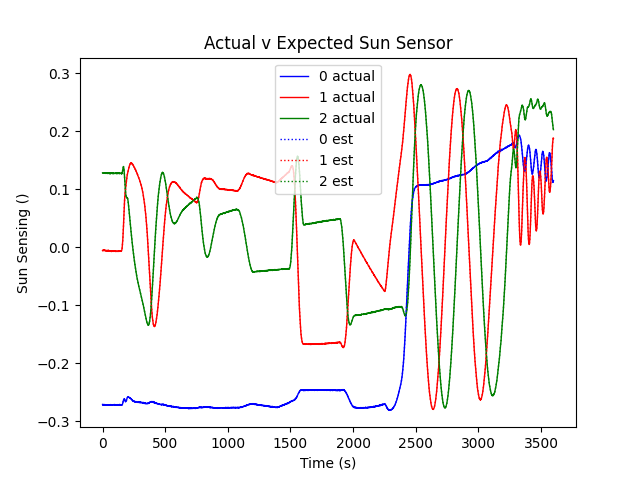 Actual v Expected Sun Sensor
0 actual
1 actual
2 actual
0 est
1 est
2 est
Sun Sensing ()
0.3
0.2
0.1
0.0
−0.1
−0.2
−0.3
0 500 1000 1500 2000 2500 3000 3500
Time (s)